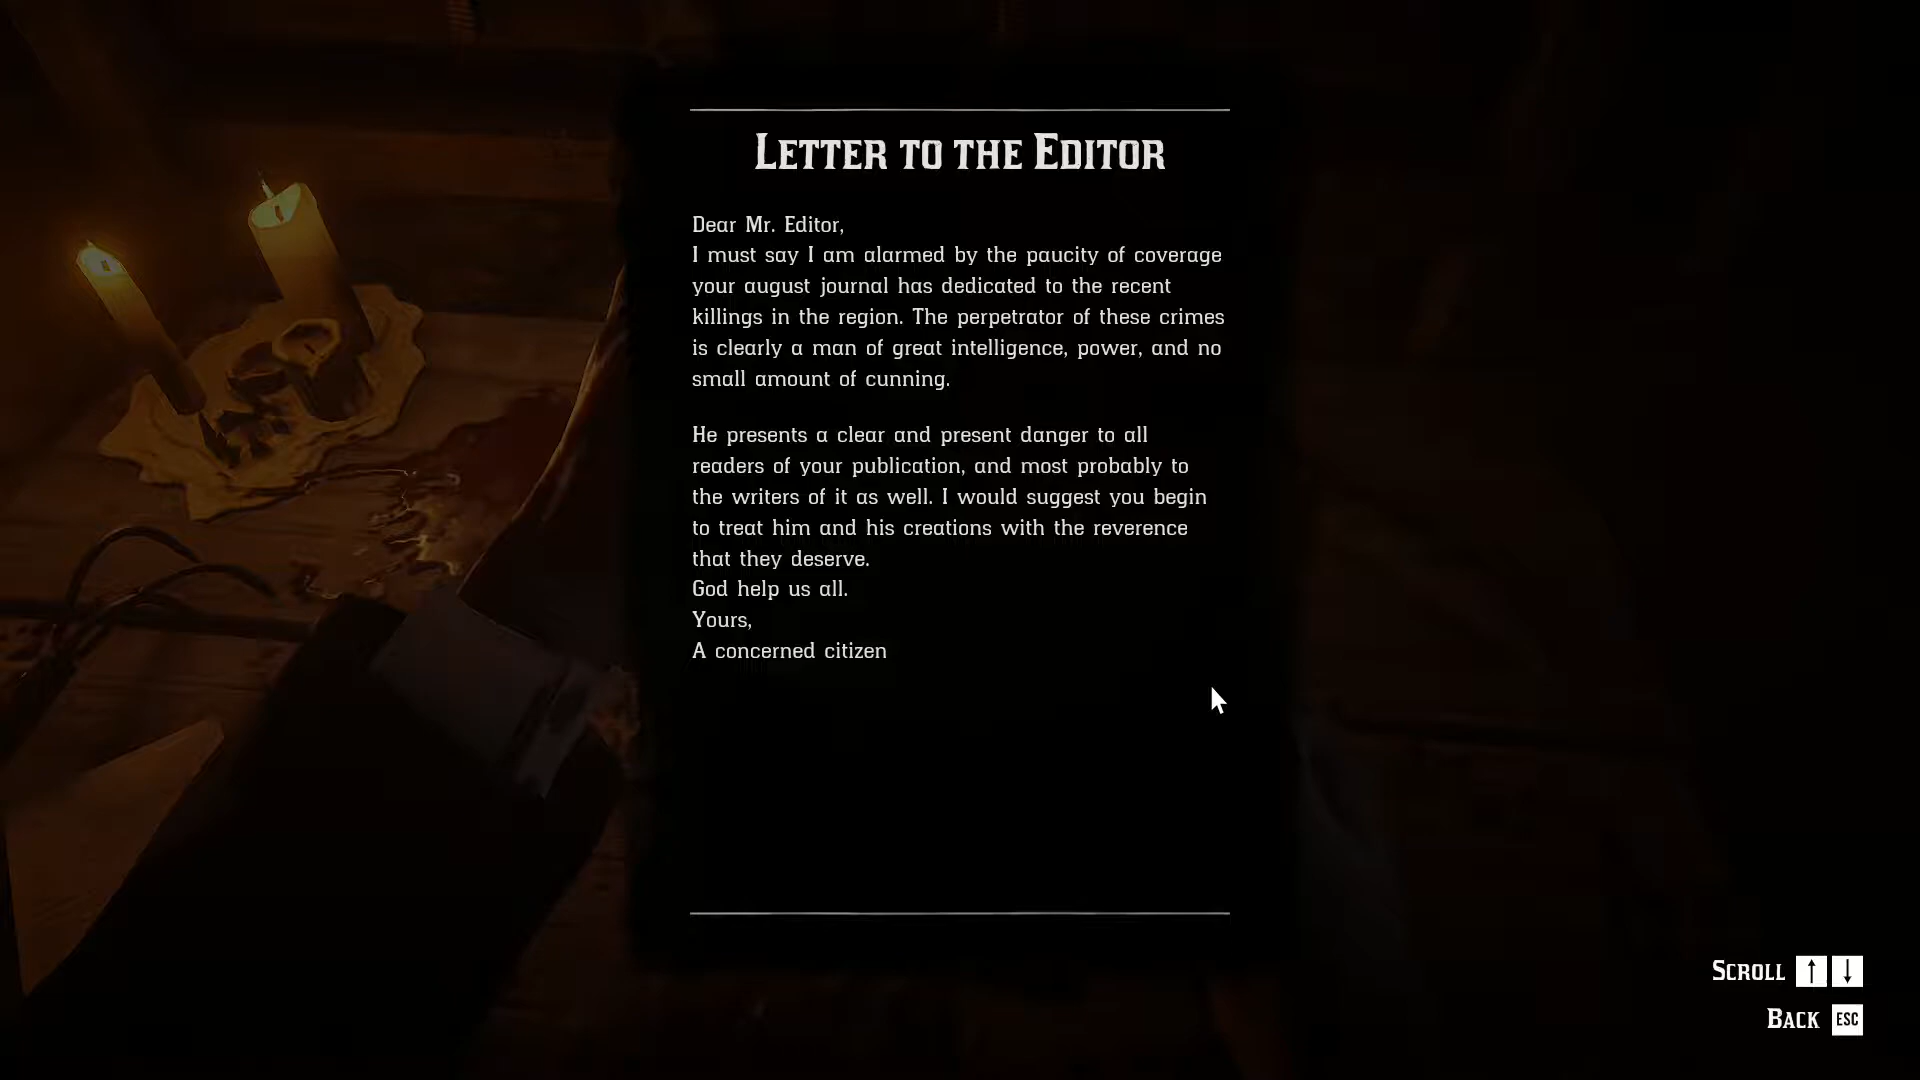 Letter to the Editor
Dear Mr. Editor,
I must say I am alarmed by the paucity of coverage
your august journal has dedicated to the recent
killings in the region. The perpetrator of these crimes
is clearly a man of great intelligence, power, and no
small amount of cunning.
He presents a clear and present danger to all
readers of your publication, and most probably to
the writers of it as well. I would suggest you begin
to treat him and his creations with the reverence
that they deserve.
God help us all.
Yours,
A concerned citizen
Scroll ↑ ↓
Back ESC